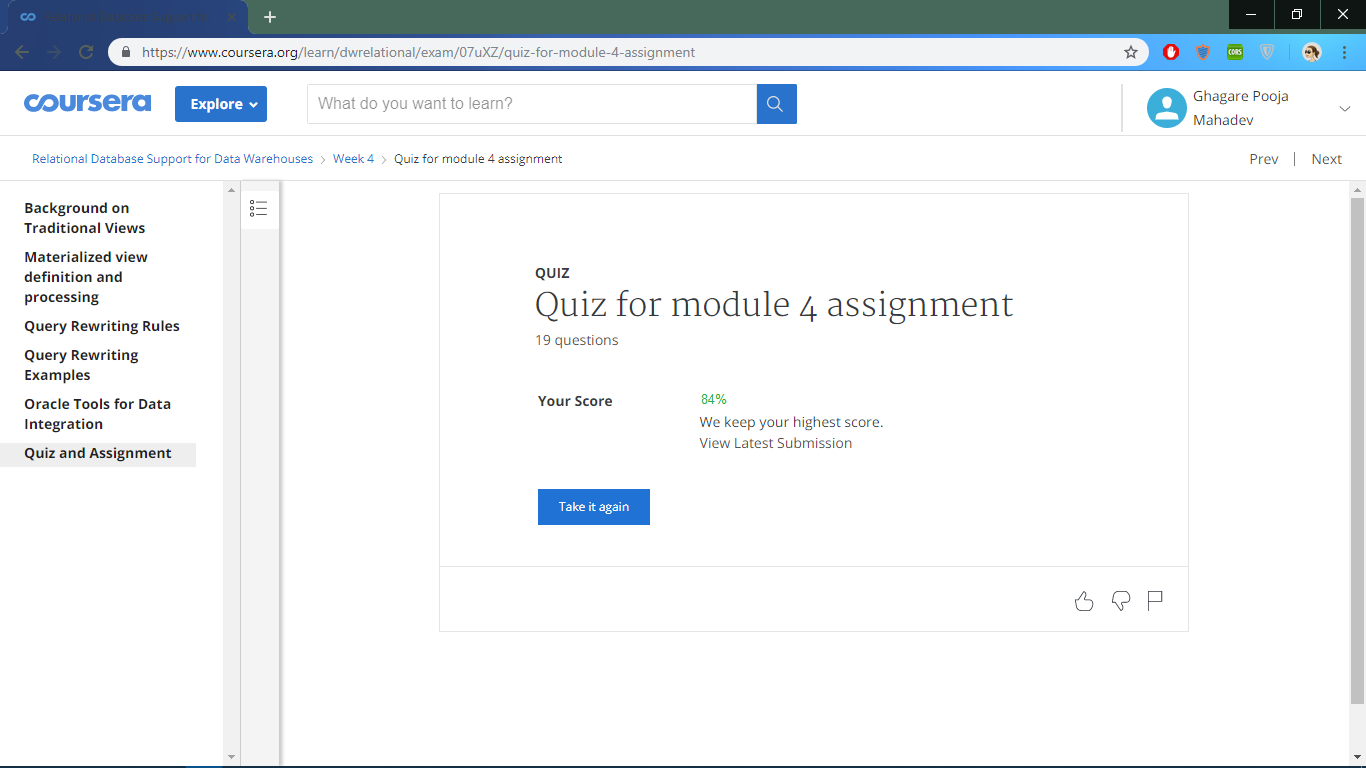 https://www.coursera.org/learn/dwrelational/exam/07uXZ/quiz-for-module-4-assignment
CORS
coursera
Explore
What do you want to learn?
Ghagare Pooja
Mahadev
Relational Database Support for Data Warehouses
Week 4
Quiz for module 4 assignment
Prev | Next
Background on
Traditional Views
Materialized view
definition and
processing
Query Rewriting Rules
Query Rewriting
Examples
Oracle Tools for Data
Integration
Quiz and Assignment
QUIZ
Quiz for module 4 assignment
19 questions
Your Score
84%
We keep your highest score.
View Latest Submission
Take it again